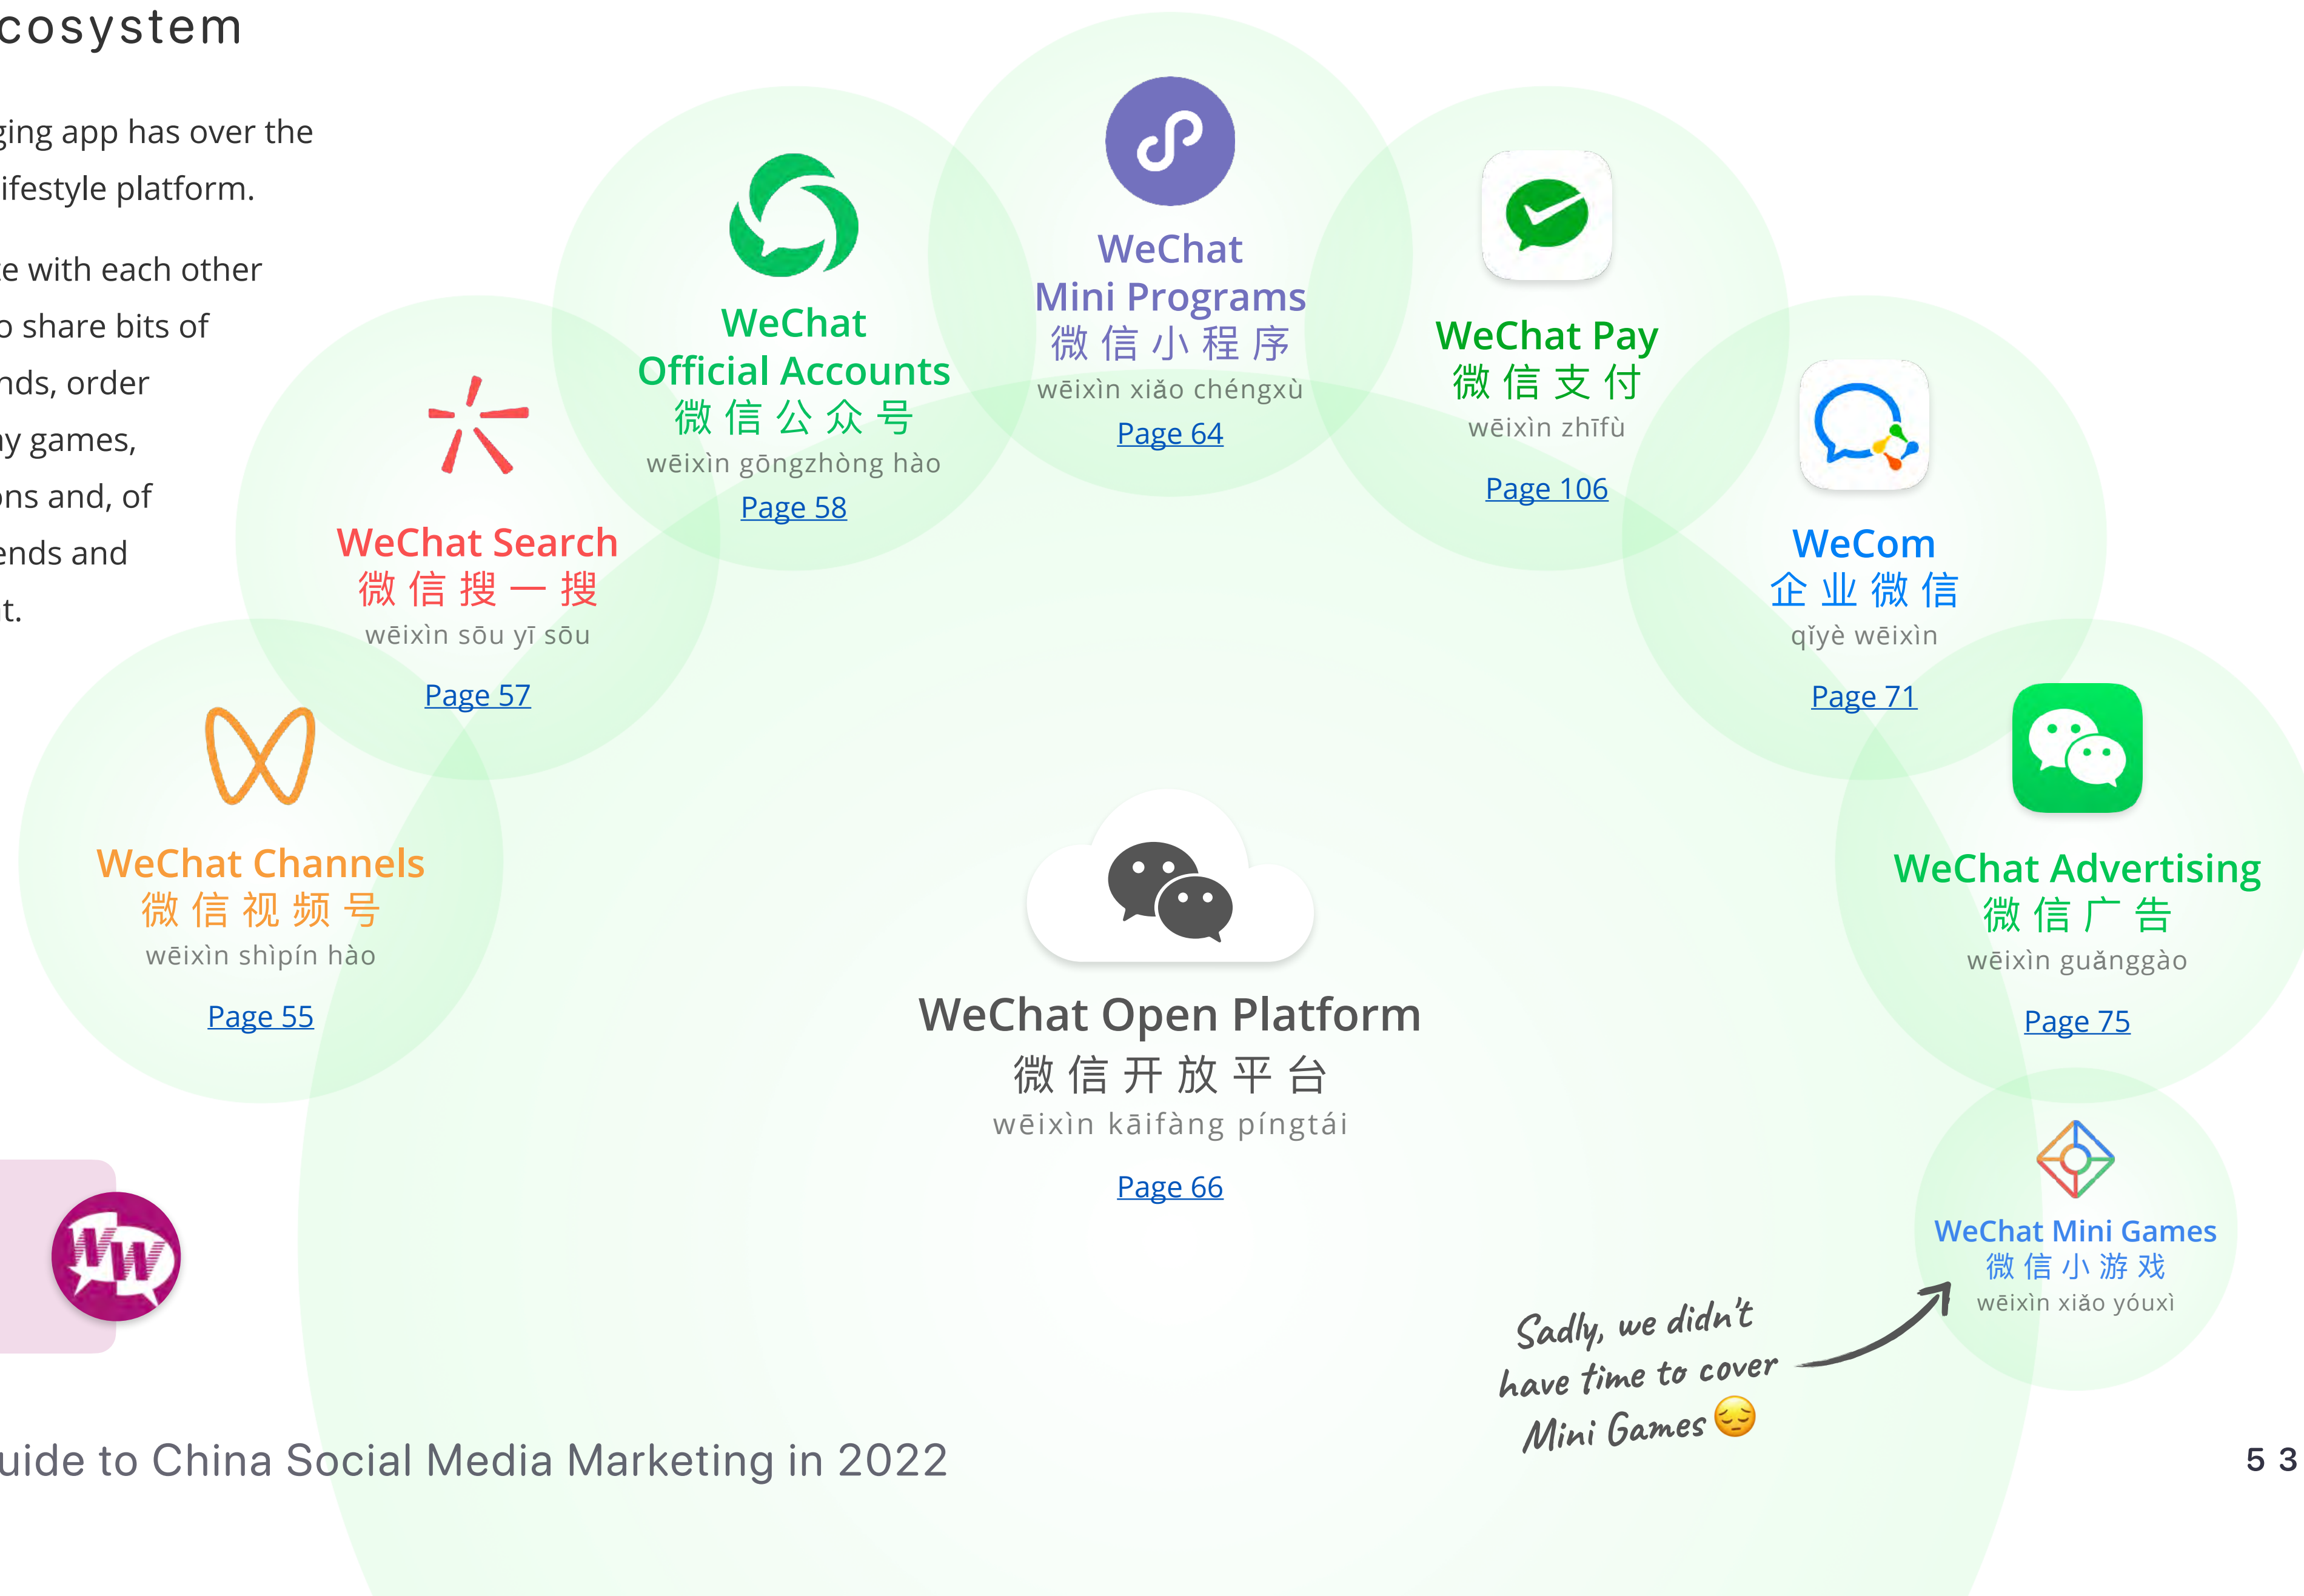 cosystem
ging app has over the
ifestyle platform.
te with each other
o share bits of
nds, order
ay games,
ons and, of
ends and
t.
WeChat Channels
微信视频号
wēixìn shìpín hào
Page 55
WeChat Search
微信搜一搜
wēixìn sōu yī sōu
Page 57
WeChat
Official Accounts
微信公众号
wēixìn gōngzhòng hào
Page 58
WeChat
Mini Programs
微信小程序
wēixìn xiǎo chéngxù
Page 64
WeChat Pay
微信支付
wēixìn zhīfù
Page 106
WeCom
企业微信
qǐyè wēixìn
Page 71
WeChat Advertising
微信广告
wēixìn guǎnggào
Page 75
WeChat Open Platform
微信开放平台
wēixìn kāifàng píngtái
Page 66
WeChat Mini Games
微信小游戏
wēixìn xiǎo yóuxì
Sadly, we didn't
have time to cover
Mini Games 😔
WW
uide to China Social Media Marketing in 2022
53